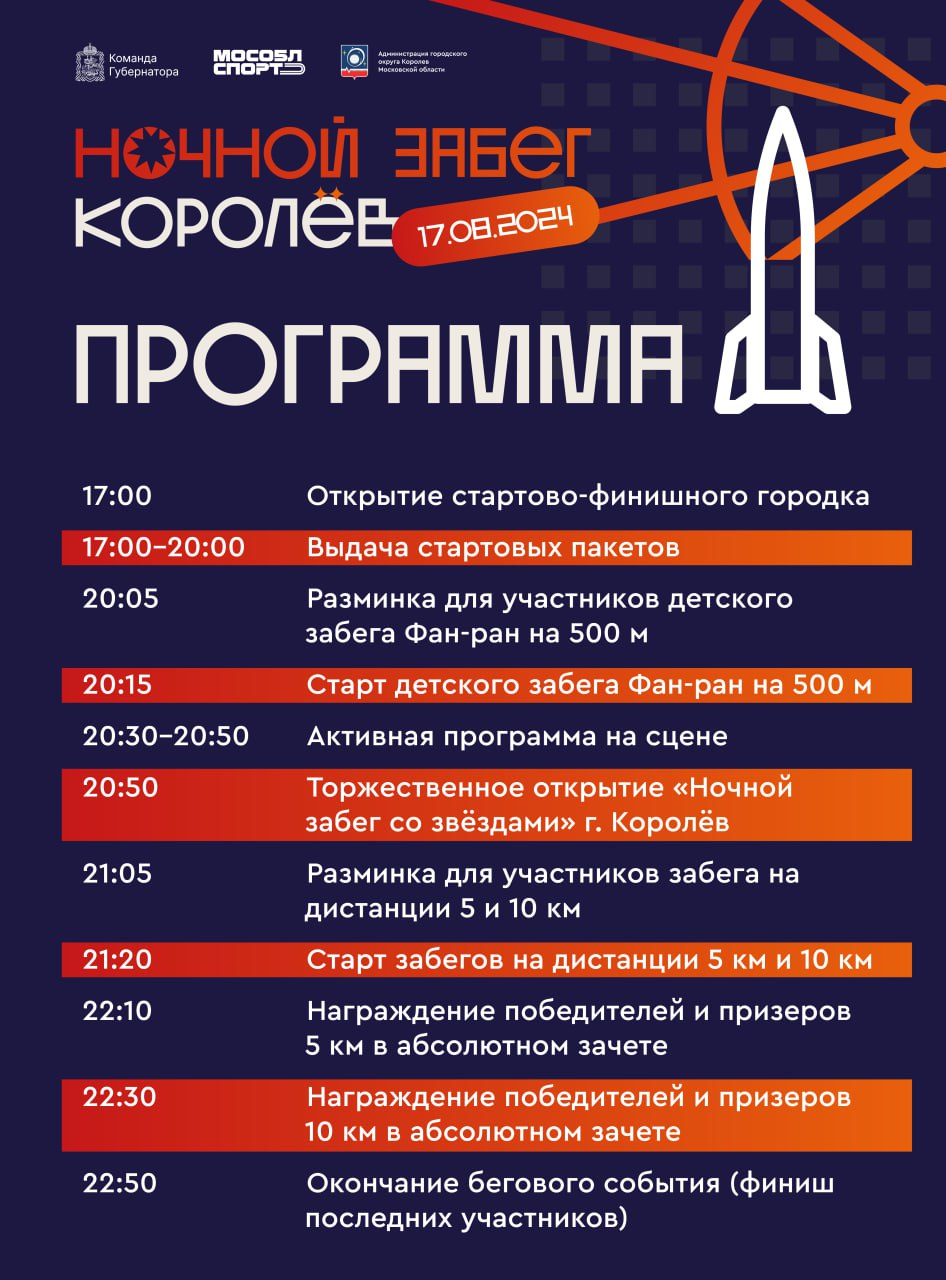 Команда
Губернатора
МОСОБЛ
СПОРТ
Администрация городского
округа Королев
Московской области
НОЧНОЙ ЗАБЕГ
КОРОЛЁВ
17.08.2024
ПРОГРАММА
17:00 Открытие стартово-финишного городка
17:00–20:00 Выдача стартовых пакетов
20:05 Разминка для участников детского
забега Фан-ран на 500 м
20:15 Старт детского забега Фан-ран на 500 м
20:30–20:50 Активная программа на сцене
20:50 Торжественное открытие «Ночной
забег со звёздами» г. Королёв
21:05 Разминка для участников забега на
дистанции 5 и 10 км
21:20 Старт забегов на дистанции 5 км и 10 км
22:10 Награждение победителей и призеров
5 км в абсолютном зачете
22:30 Награждение победителей и призеров
10 км в абсолютном зачете
22:50 Окончание бегового события (финиш
последних участников)